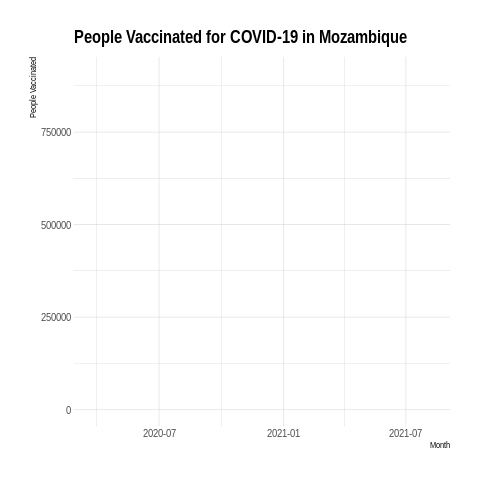 People Vaccinated for COVID-19 in Mozambique
People Vaccinated
750000
500000
250000
0
2020-07
2021-01
2021-07
Month